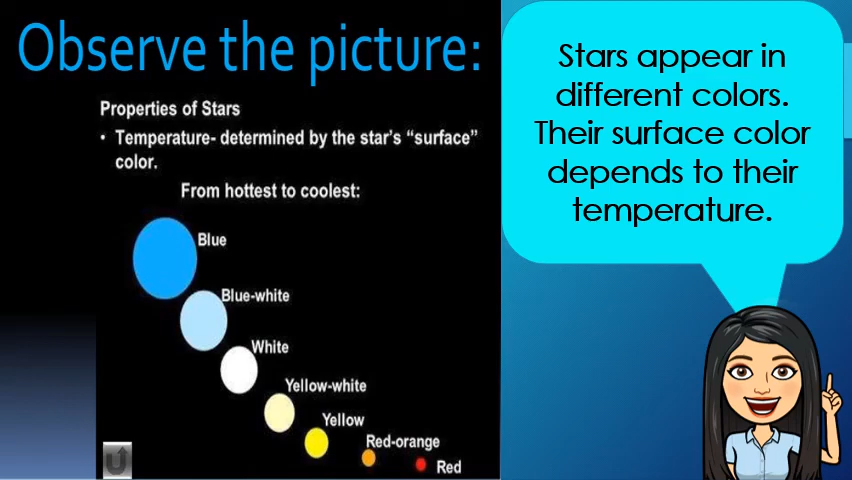 Observe the picture:
Properties of Stars
• Temperature- determined by the star's "surface"
color.
From hottest to coolest:
Blue
Blue-white
White
Yellow-white
Yellow
Red-orange
Red
Stars appear in
different colors.
Their surface color
depends to their
temperature.